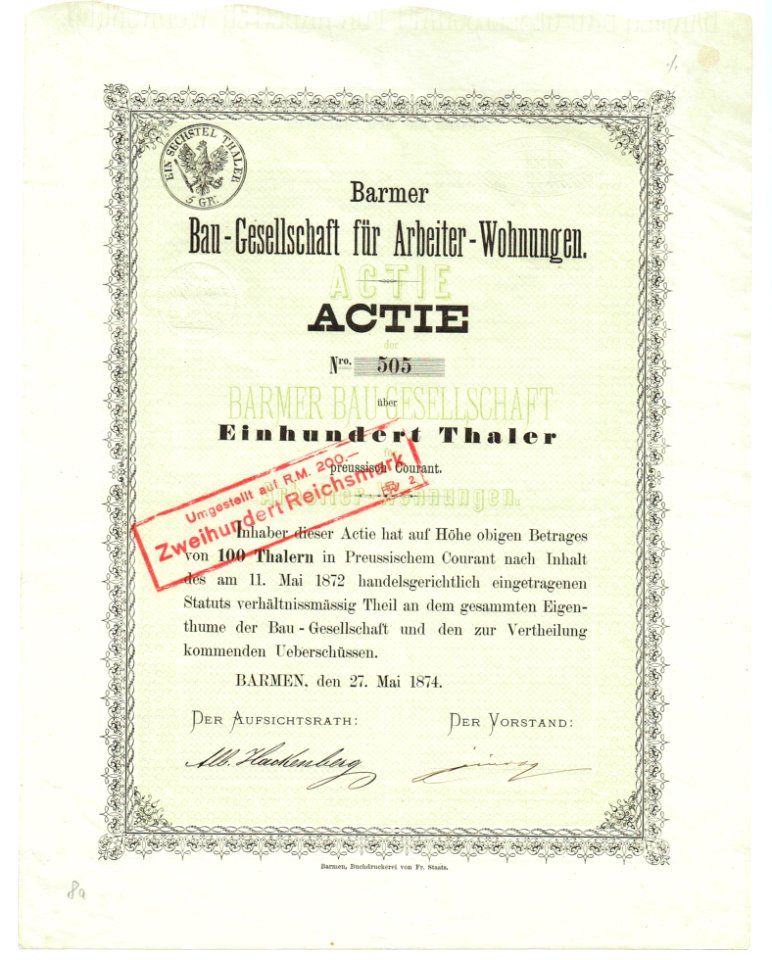 EIN SECHSTEL THALER
5 GR.
Barmer
Bau-Gesellschaft für Arbeiter-Wohnungen.
ACTIE
ACTIE
der
Nro. 505
über
BARMER BAU-GESELLSCHAFT
Einhundert Thaler
für
preussisch Courant.
Arbeiter-Wohnungen.
Umgestellt auf R.M. 200.—
Zweihundert Reichsmark
Inhaber dieser Actie hat auf Höhe obigen Betrages
von 100 Thalern in Preussischem Courant nach Inhalt
des am 11. Mai 1872 handelsgerichtlich eingetragenen
Statuts verhältnissmässig Theil an dem gesammten Eigen-
thume der Bau-Gesellschaft und den zur Vertheilung
kommenden Ueberschüssen.
BARMEN, den 27. Mai 1874.
DER AUFSICHTSRATH: DER VORSTAND:
Alb. Hackenberg
Barmen, Buchdruckerei von Fr. Staats.
8a